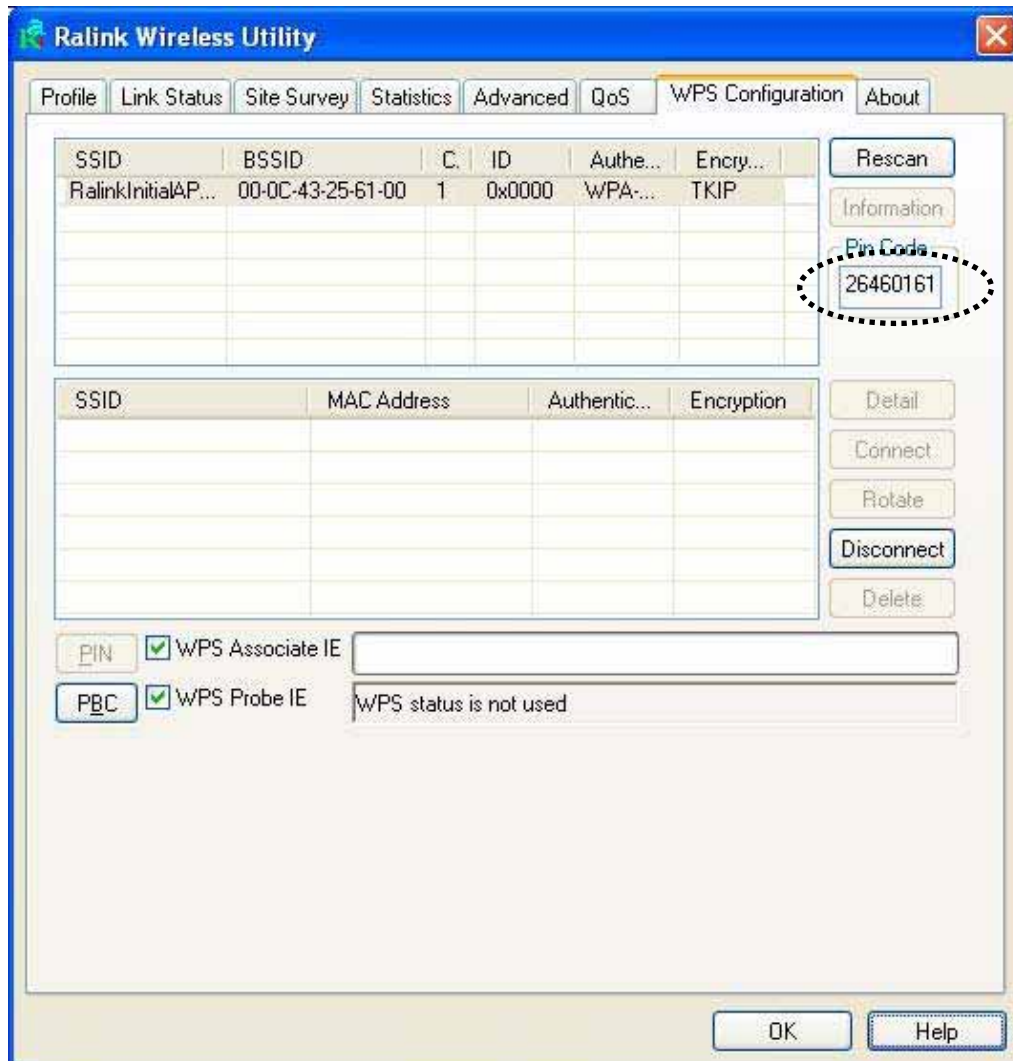 Ralink Wireless Utility
Profile Link Status Site Survey Statistics Advanced QoS WPS Configuration About
SSID BSSID C. ID Authe... Encry... Rescan
RalinkInitialAP... 00-0C-43-25-61-00 1 0x0000 WPA-... TKIP
Information
Pin Code
26460161
SSID MAC Address Authentic... Encryption Detail
Connect
Rotate
Disconnect
Delete
PIN WPS Associate IE
PBC WPS Probe IE WPS status is not used
OK Help